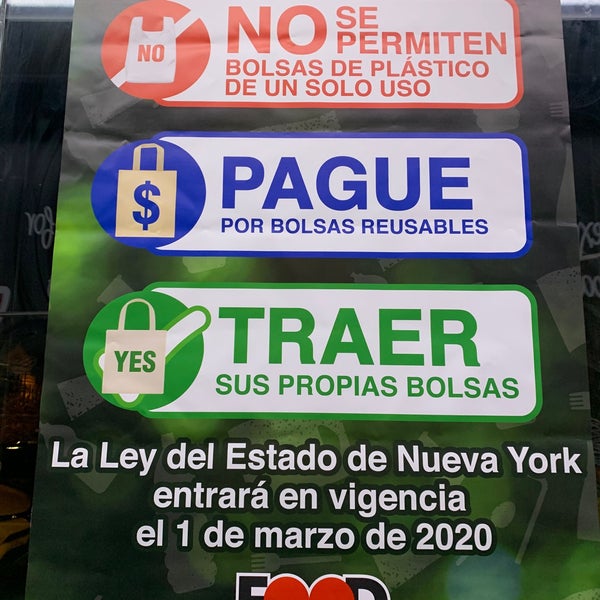 NO
NO SE
PERMITEN
BOLSAS DE PLÁSTICO
DE UN SOLO USO
$
PAGUE
POR BOLSAS REUSABLES
YES
TRAER
SUS PROPIAS BOLSAS
La Ley del Estado de Nueva York
entrará en vigencia
el 1 de marzo de 2020
FOOD